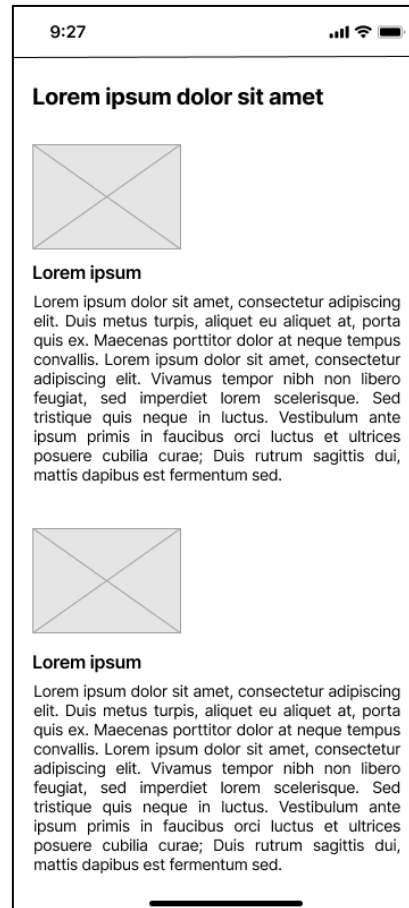 9:27
Lorem ipsum dolor sit amet
Lorem ipsum
Lorem ipsum dolor sit amet, consectetur adipiscing
elit. Duis metus turpis, aliquet eu aliquet at, porta
quis ex. Maecenas porttitor dolor at neque tempus
convallis. Lorem ipsum dolor sit amet, consectetur
adipiscing elit. Vivamus tempor nibh non libero
feugiat, sed imperdiet lorem scelerisque. Sed
tristique quis neque in luctus. Vestibulum ante
ipsum primis in faucibus orci luctus et ultrices
posuere cubilia curae; Duis rutrum sagittis dui,
mattis dapibus est fermentum sed.
Lorem ipsum
Lorem ipsum dolor sit amet, consectetur adipiscing
elit. Duis metus turpis, aliquet eu aliquet at, porta
quis ex. Maecenas porttitor dolor at neque tempus
convallis. Lorem ipsum dolor sit amet, consectetur
adipiscing elit. Vivamus tempor nibh non libero
feugiat, sed imperdiet lorem scelerisque. Sed
tristique quis neque in luctus. Vestibulum ante
ipsum primis in faucibus orci luctus et ultrices
posuere cubilia curae; Duis rutrum sagittis dui,
mattis dapibus est fermentum sed.